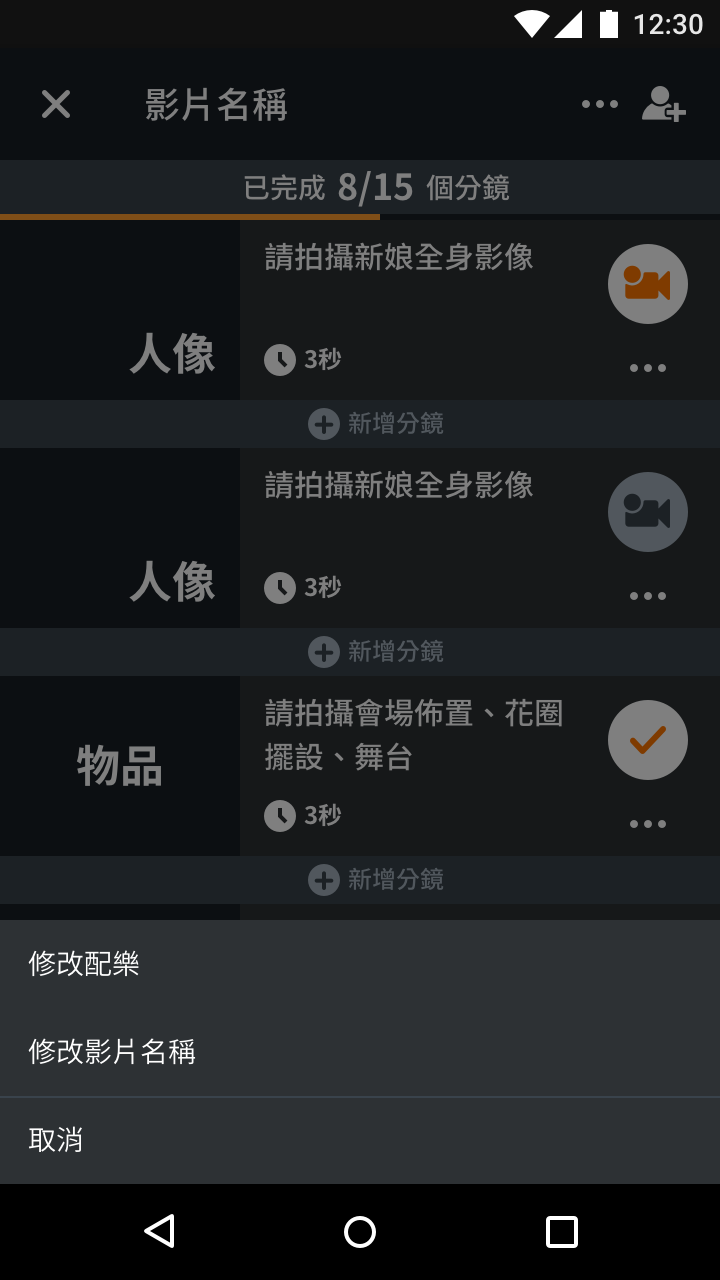 12:30
影片名稱
已完成 8/15 個分鏡
請拍攝新娘全身影像
人像
3秒
新增分鏡
請拍攝新娘全身影像
人像
3秒
新增分鏡
請拍攝會場佈置、花圈
擺設、舞台
物品
3秒
新增分鏡
修改配樂
修改影片名稱
取消